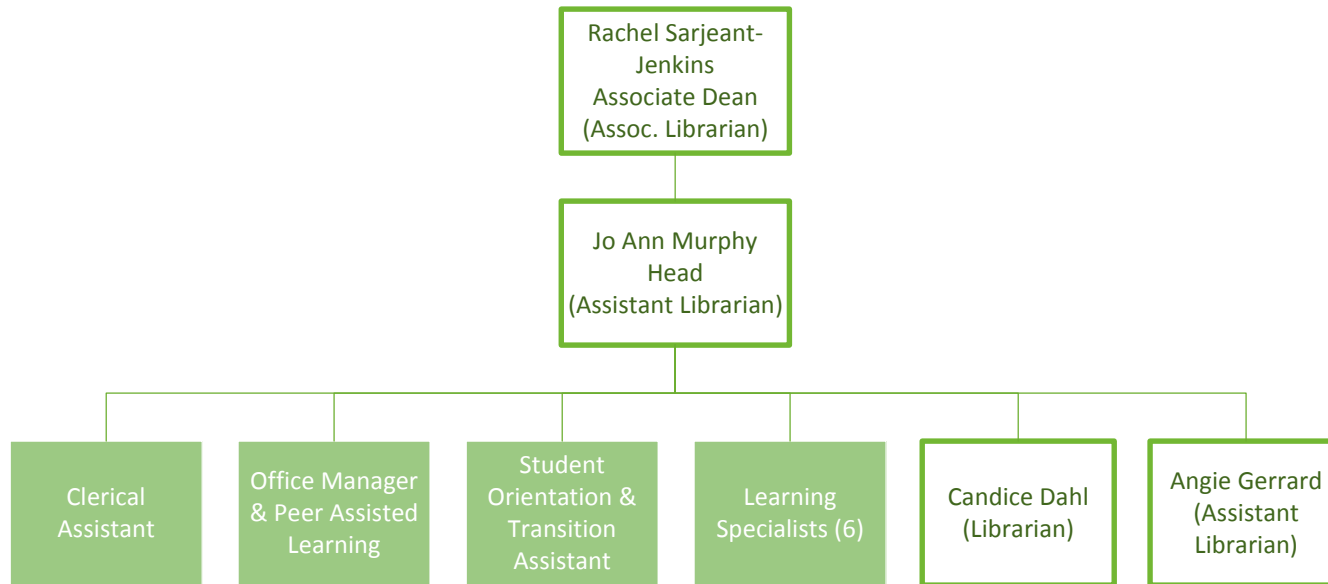 Rachel Sarjeant-
Jenkins
Associate Dean
(Assoc. Librarian)
Jo Ann Murphy
Head
(Assistant Librarian)
Clerical
Assistant
Office Manager
& Peer Assisted
Learning
Student
Orientation &
Transition
Assistant
Learning
Specialists (6)
Candice Dahl
(Librarian)
Angie Gerrard
(Assistant
Librarian)